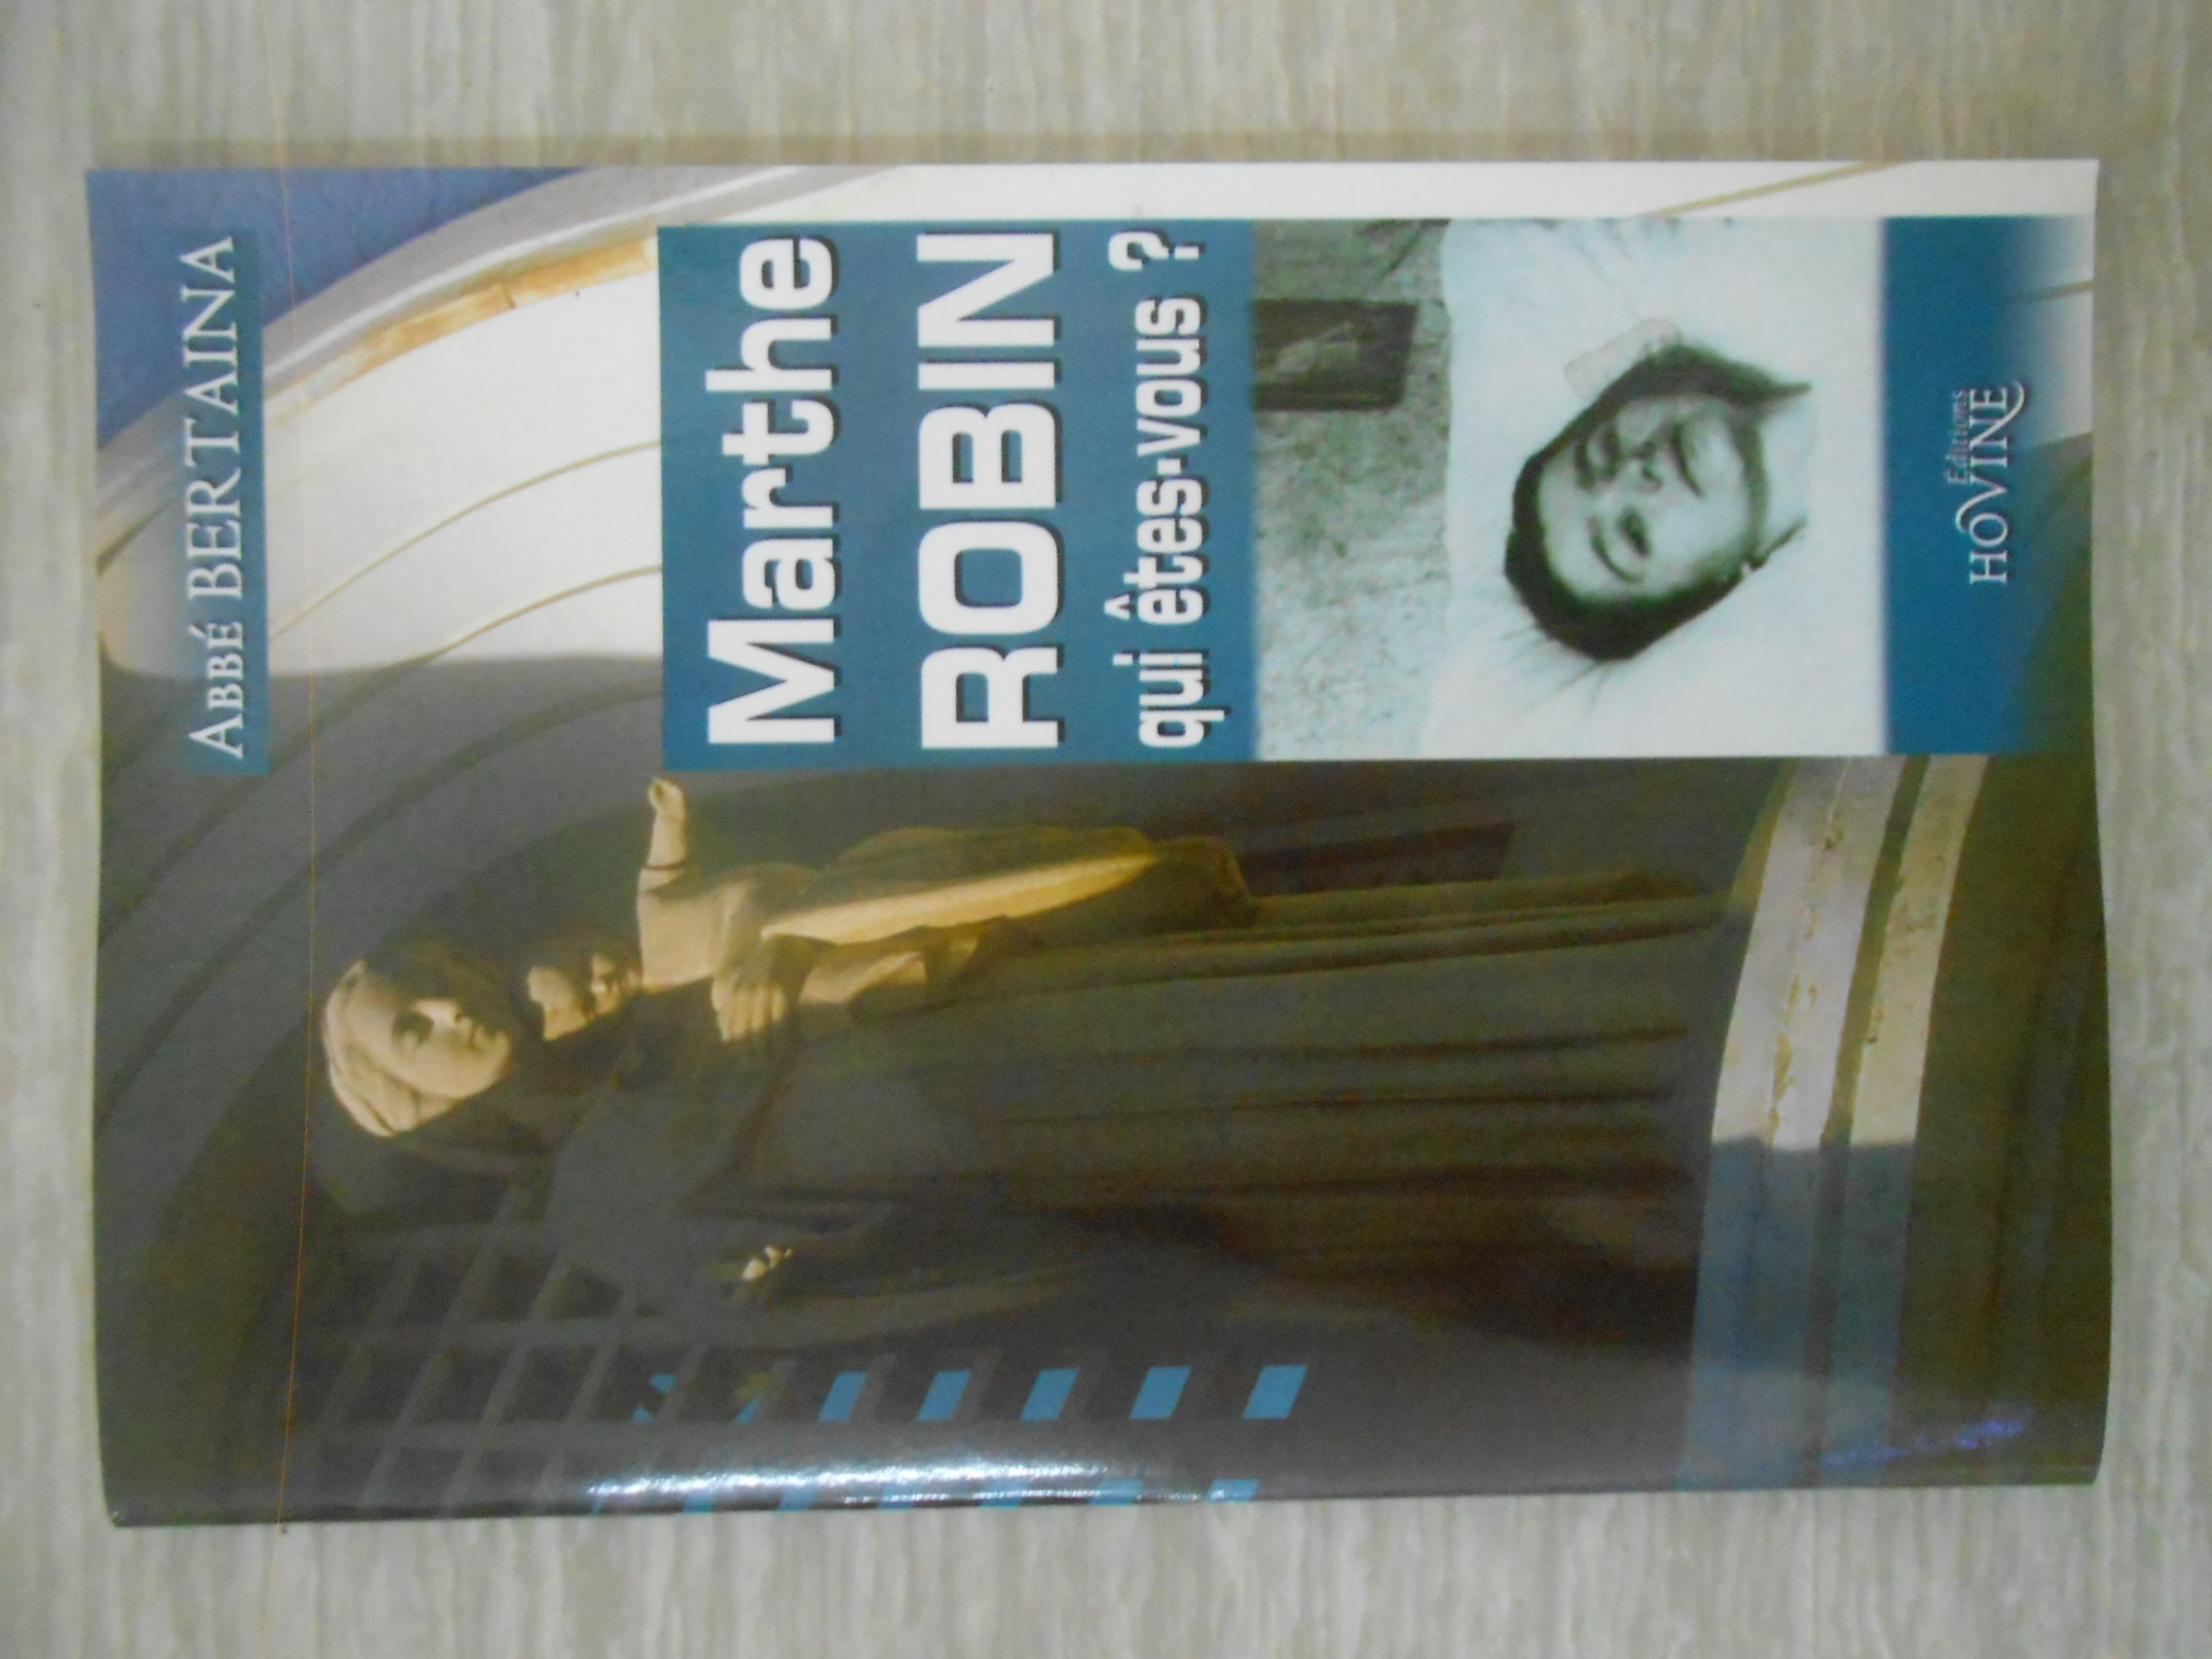 ABBÉ BERTAINA
Marthe
ROBIN
qui êtes-vous ?
Éditions
HOVINE